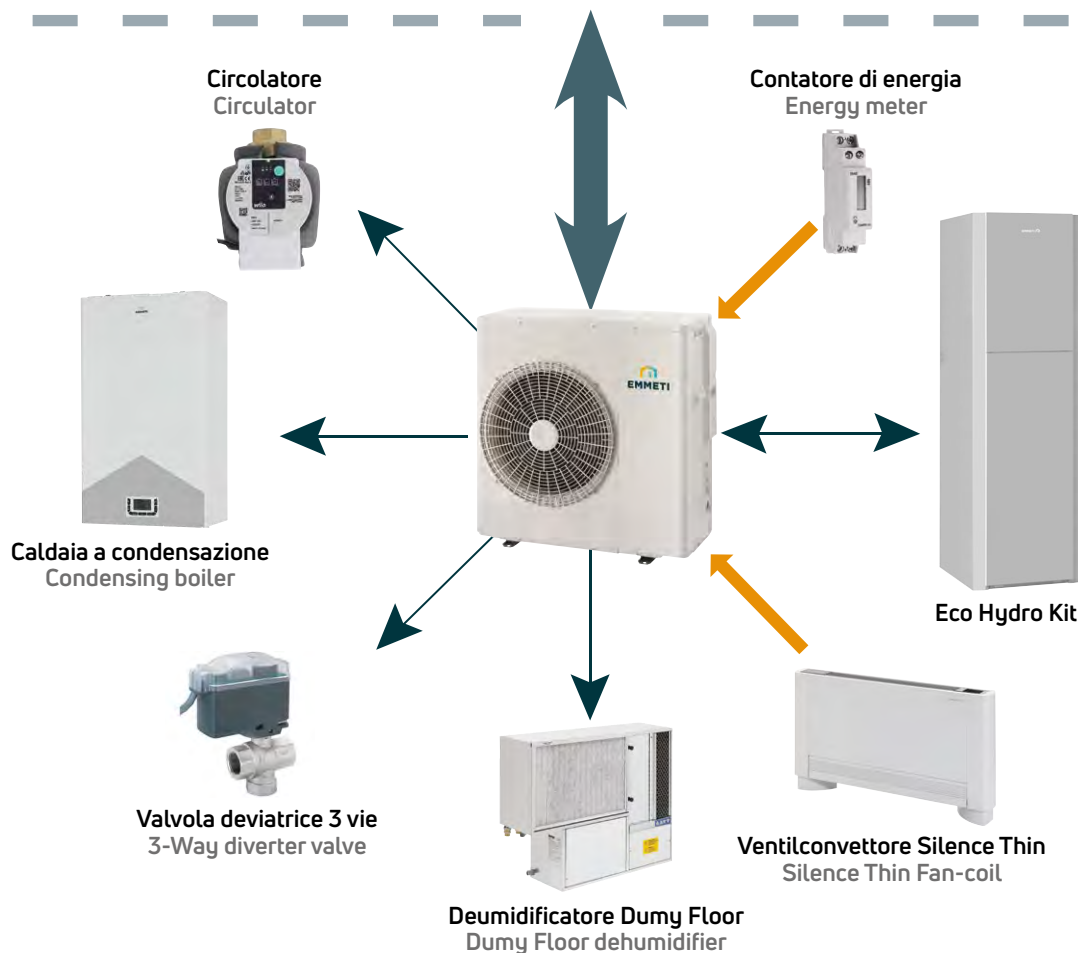 Circolatore
Circulator
Contatore di energia
Energy meter
EMMETI
Caldaia a condensazione
Condensing boiler
Eco Hydro Kit
Valvola deviatrice 3 vie
3-Way diverter valve
Ventilconvettore Silence Thin
Silence Thin Fan-coil
Deumidificatore Dumy Floor
Dumy Floor dehumidifier